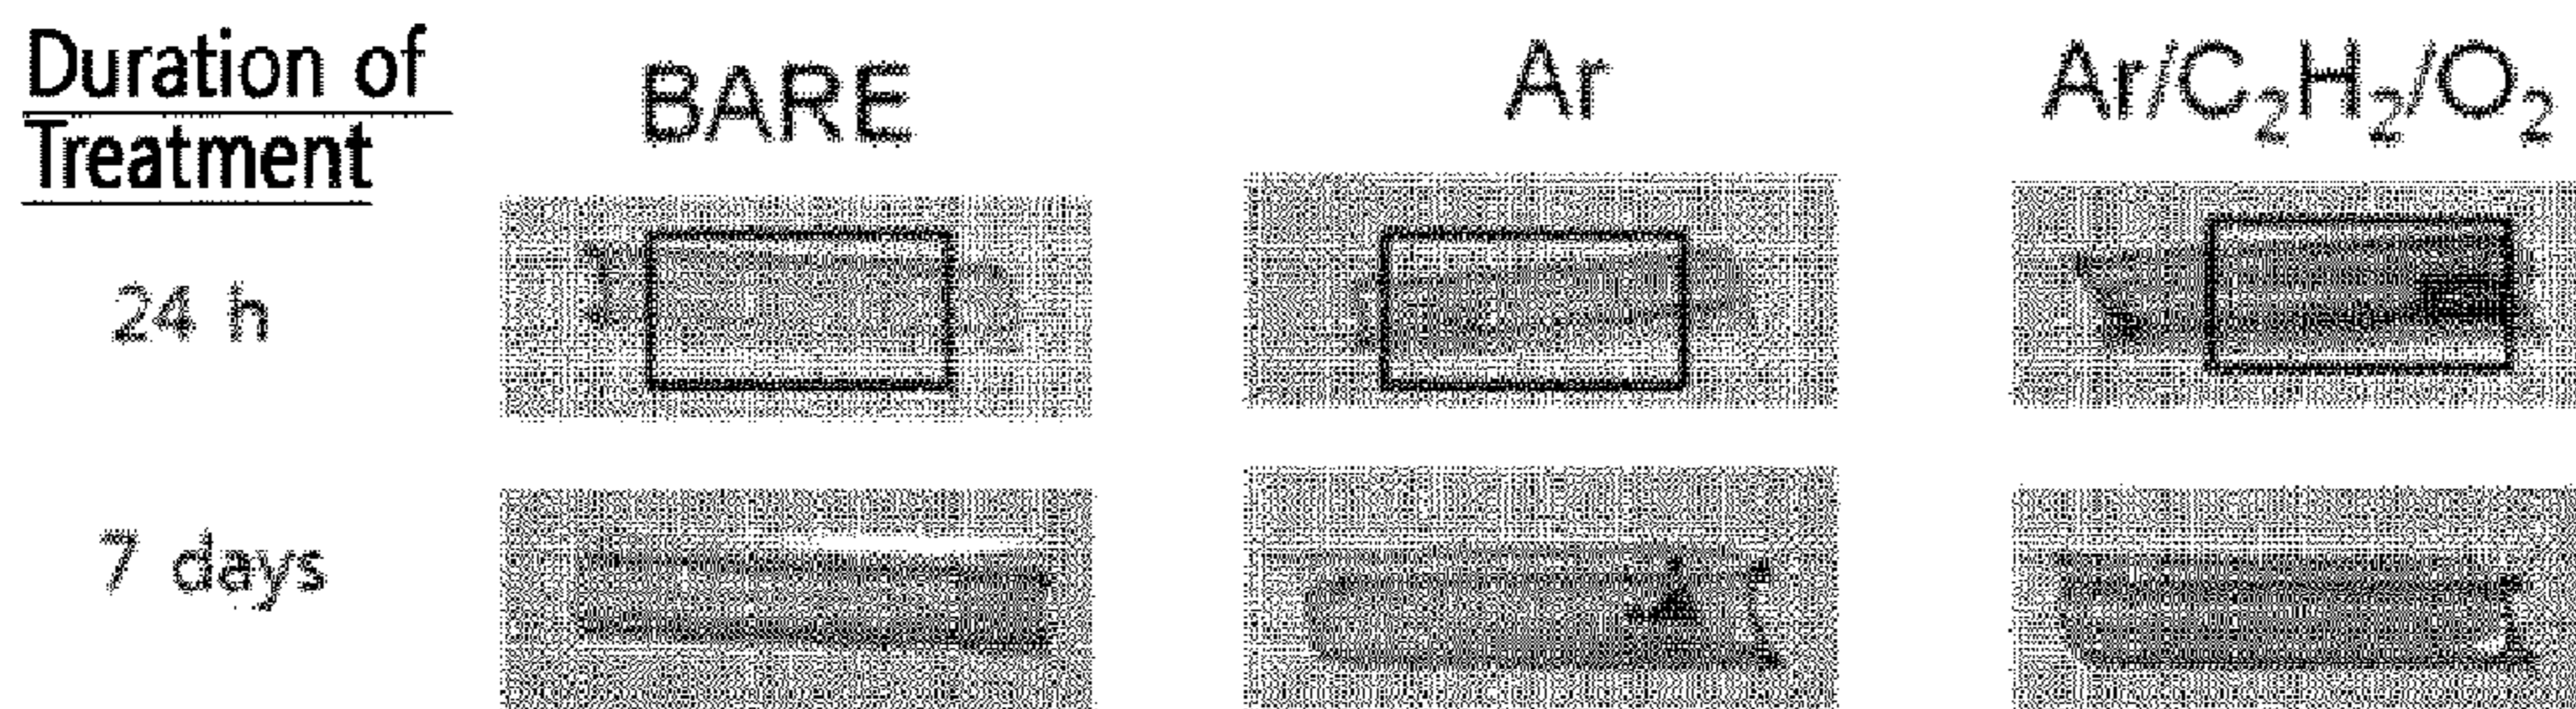 Duration of
Treatment
BARE
Ar
Ar/C₂H₂/O₂
24 h
7 days